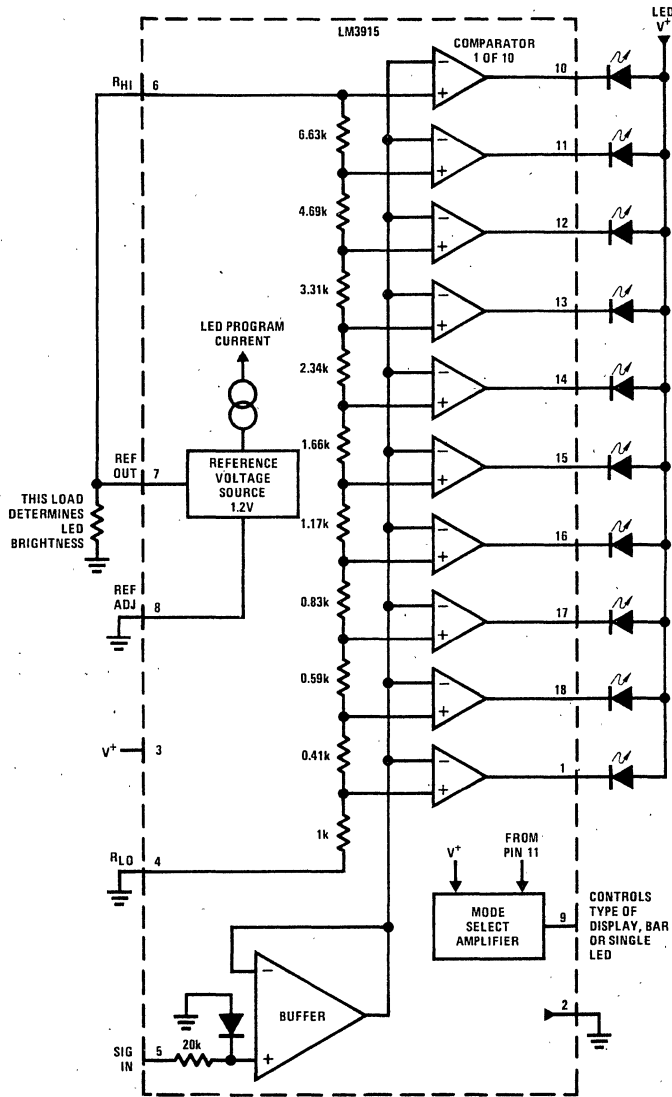 LED
V+
LM3915
COMPARATOR
1 OF 10
10
RHI
6
6.63k
11
4.69k
12
3.31k
13
LED PROGRAM
CURRENT
2.34k
14
1.66k
15
REF
OUT
7
REFERENCE
VOLTAGE
SOURCE
1.2V
THIS LOAD
DETERMINES
LED
BRIGHTNESS
1.17k
16
REF
ADJ
8
0.83k
17
0.59k
18
V+
3
0.41k
1
1k
RLO
4
V+
FROM
PIN 11
MODE
SELECT
AMPLIFIER
9
CONTROLS
TYPE OF
DISPLAY, BAR
OR SINGLE
LED
BUFFER
2
SIG
IN
5
20k